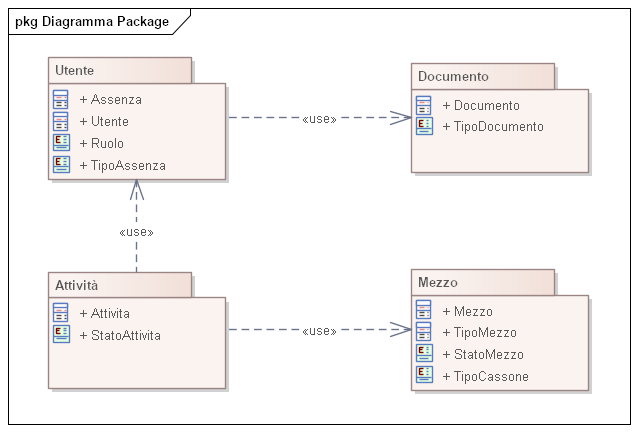 pkg Diagramma Package
Utente
+ Assenza
+ Utente
+ Ruolo
+ TipoAssenza
«use»
Documento
+ Documento
+ TipoDocumento
«use»
Attività
+ Attivita
+ StatoAttivita
«use»
Mezzo
+ Mezzo
+ TipoMezzo
+ StatoMezzo
+ TipoCassone